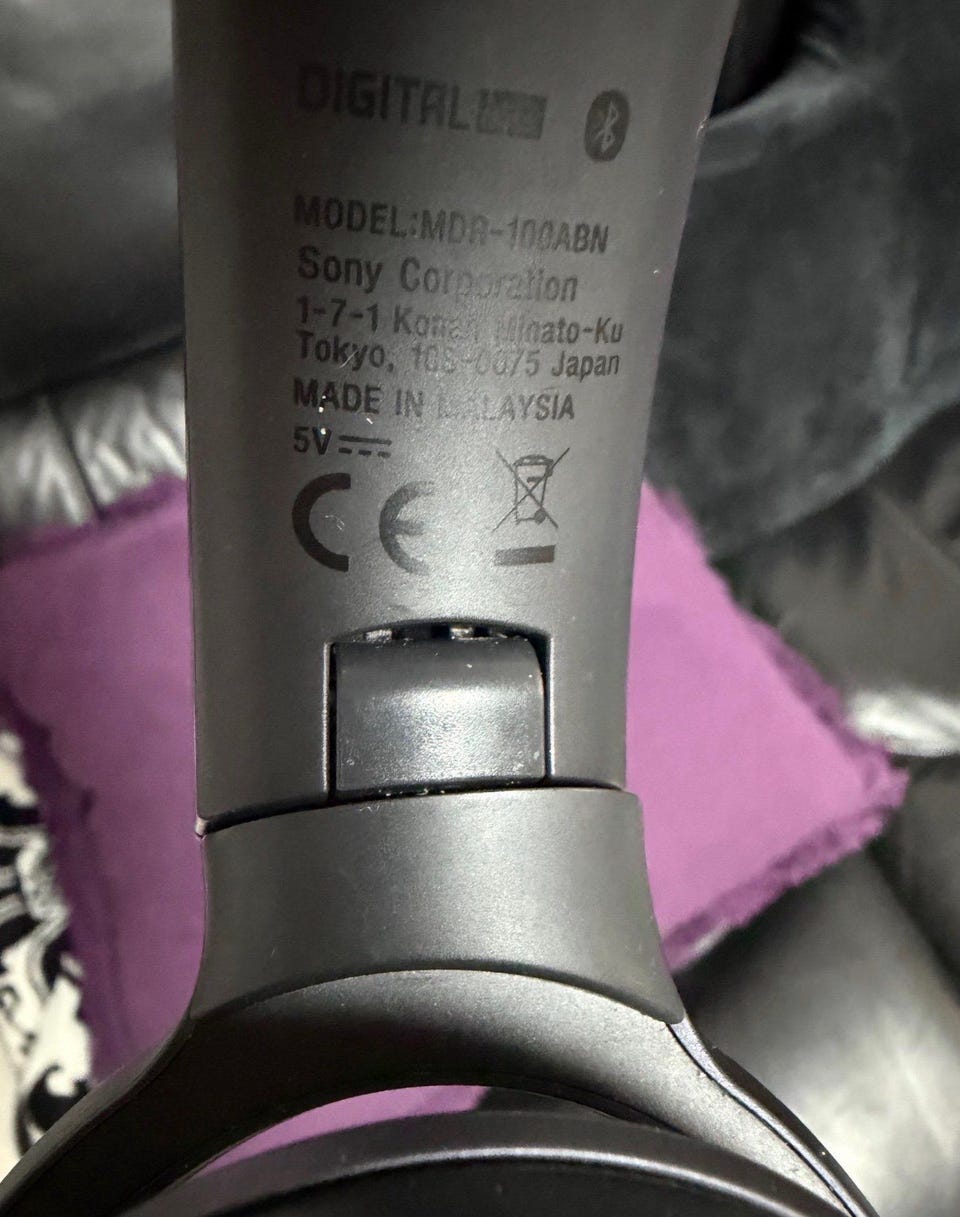 DIGITAL
MODEL:MDR-100ABN
Sony Corporation
1-7-1 Konan Minato-Ku
Tokyo, 108-0075 Japan
MADE IN MALAYSIA
5V
CE